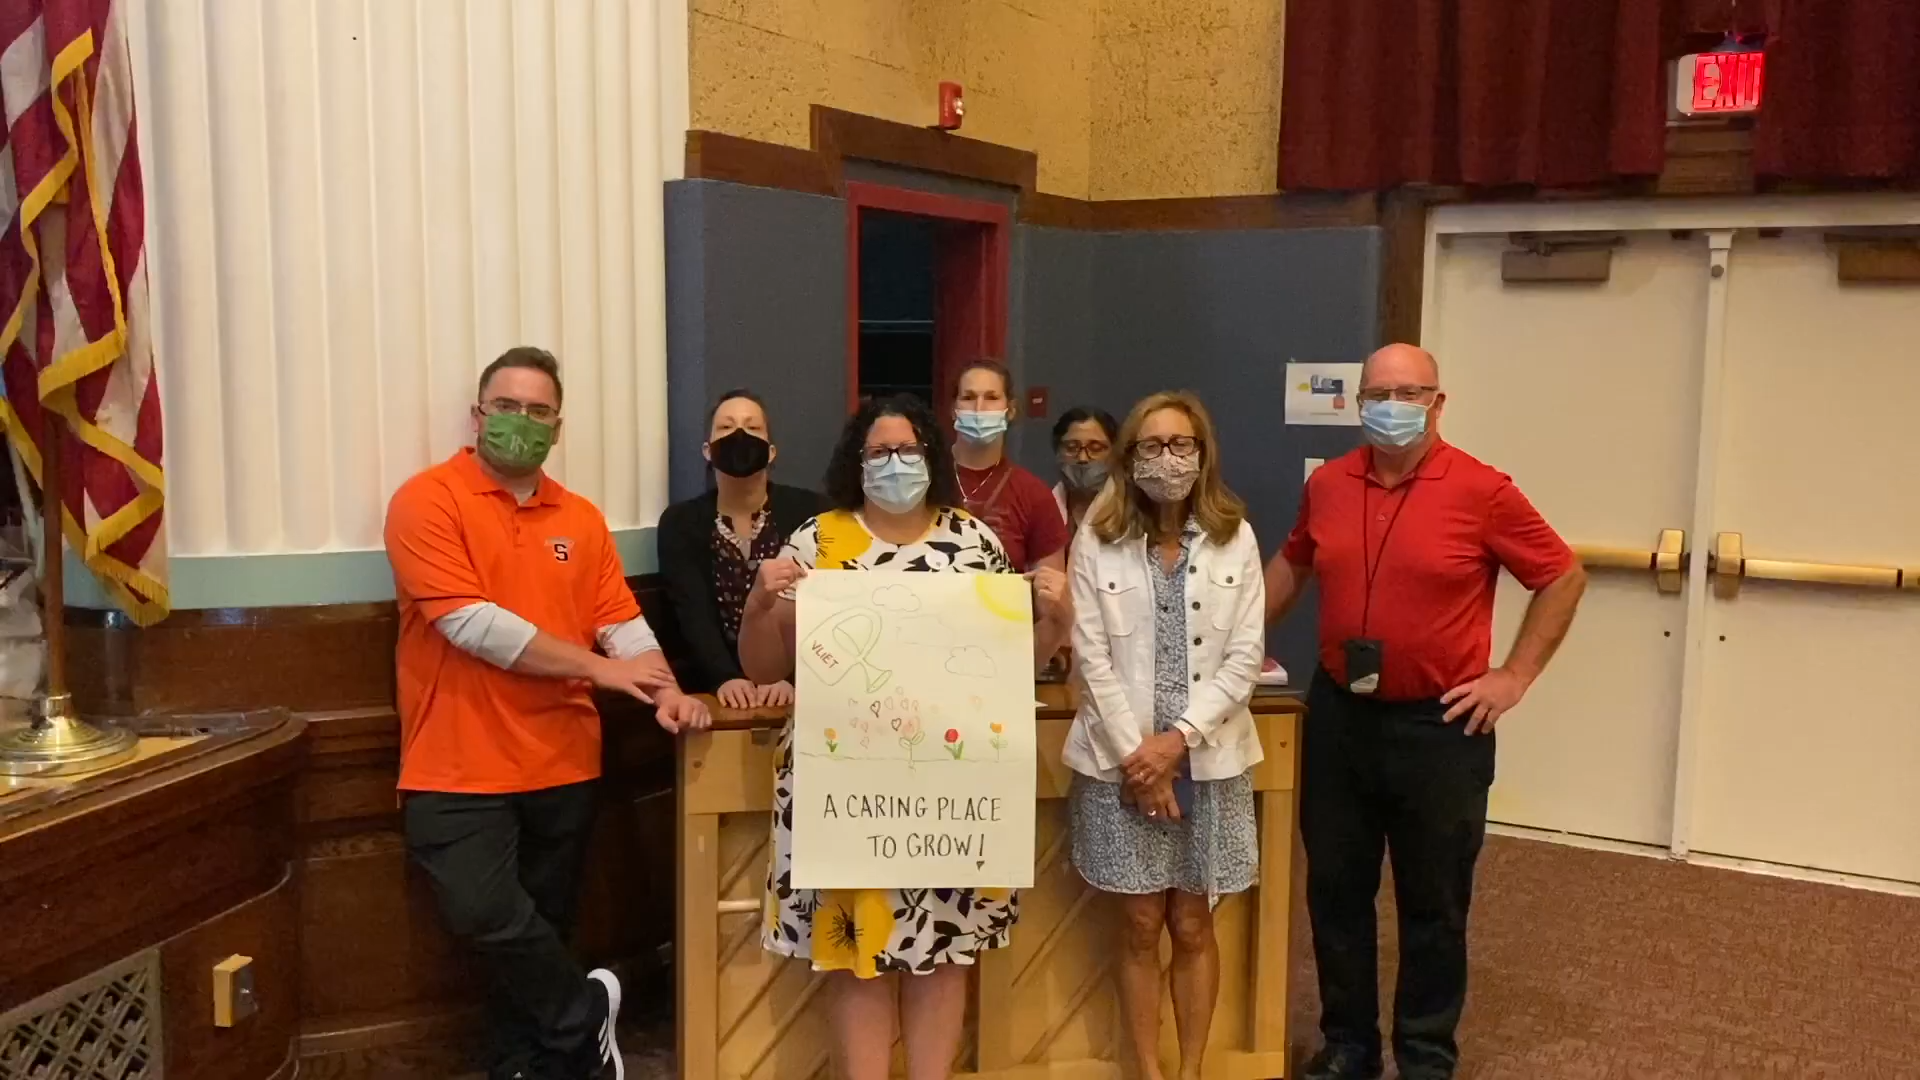 EXIT
S
VLIET
A CARING PLACE
TO GROW!